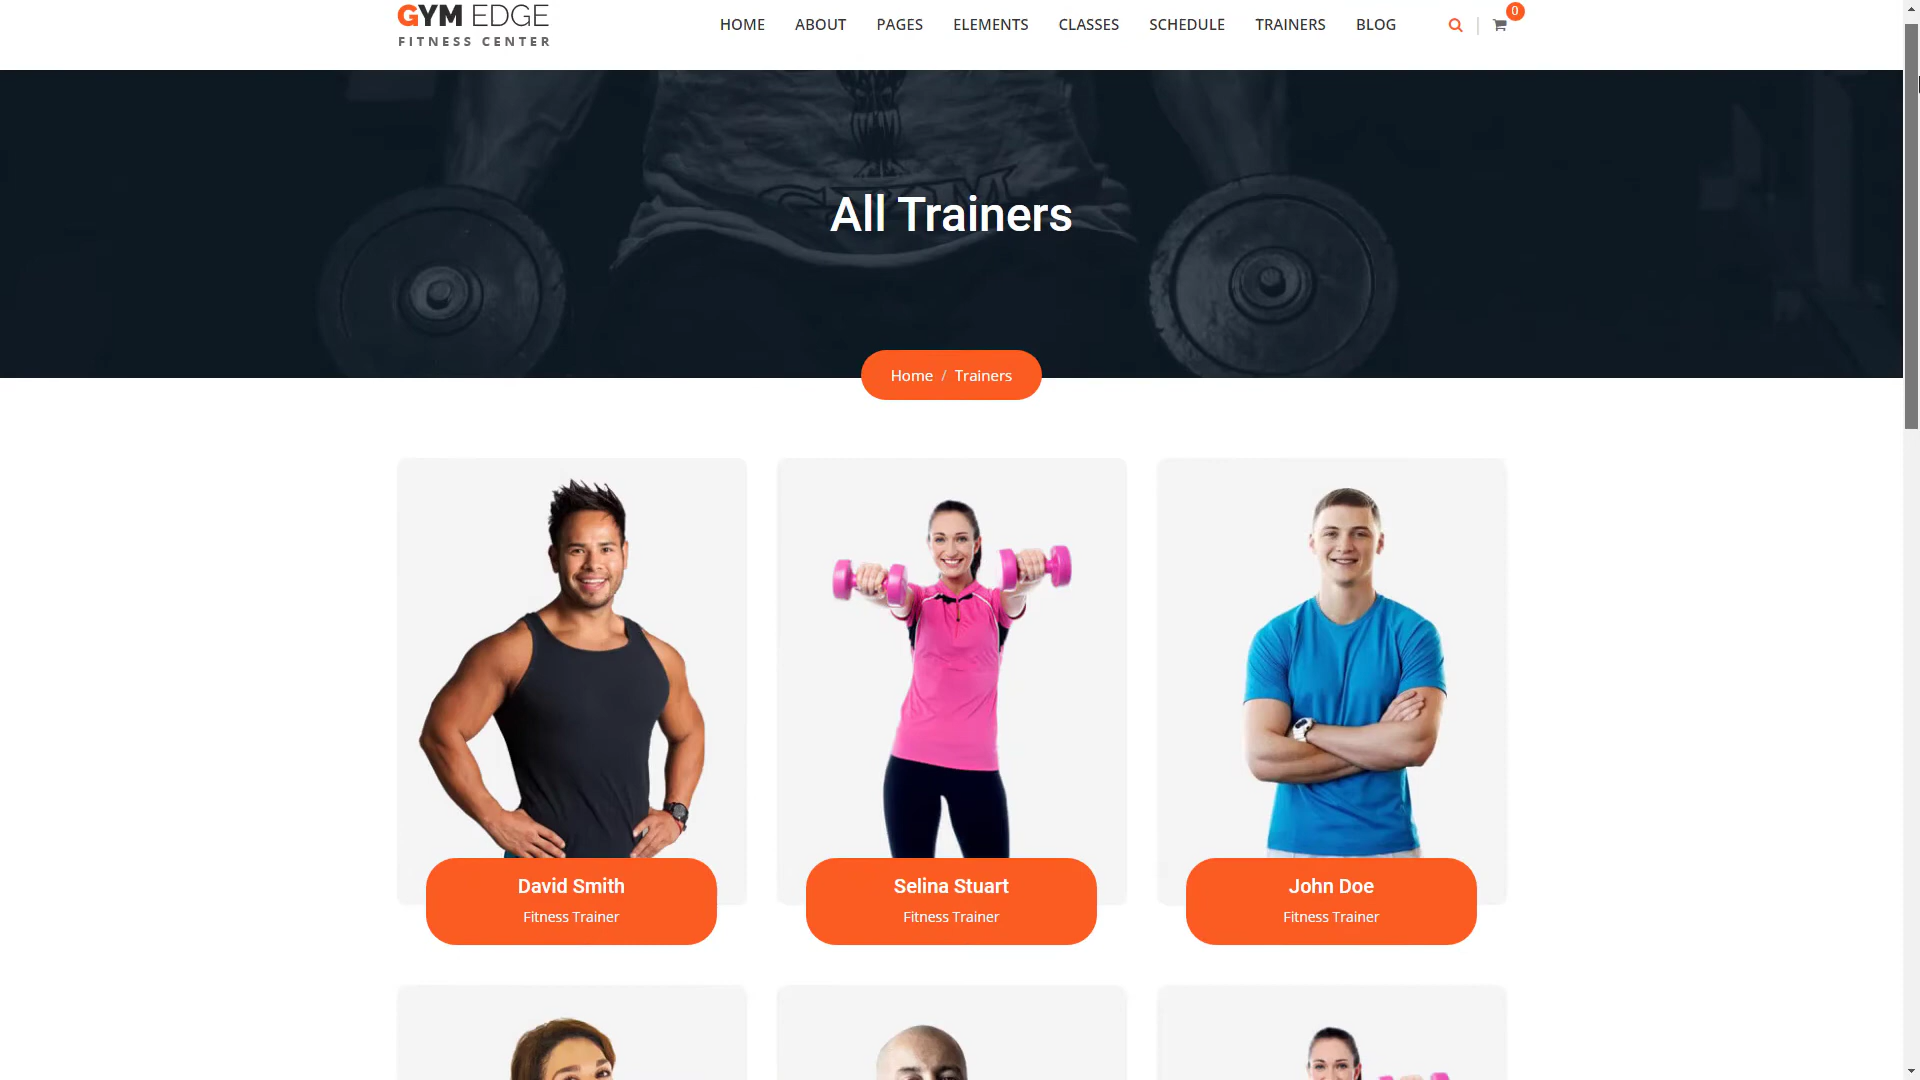 GYM EDGE
FITNESS CENTER
HOME ABOUT PAGES ELEMENTS CLASSES SCHEDULE TRAINERS BLOG 0
GYM
All Trainers
Home / Trainers
David Smith
Fitness Trainer
Selina Stuart
Fitness Trainer
John Doe
Fitness Trainer